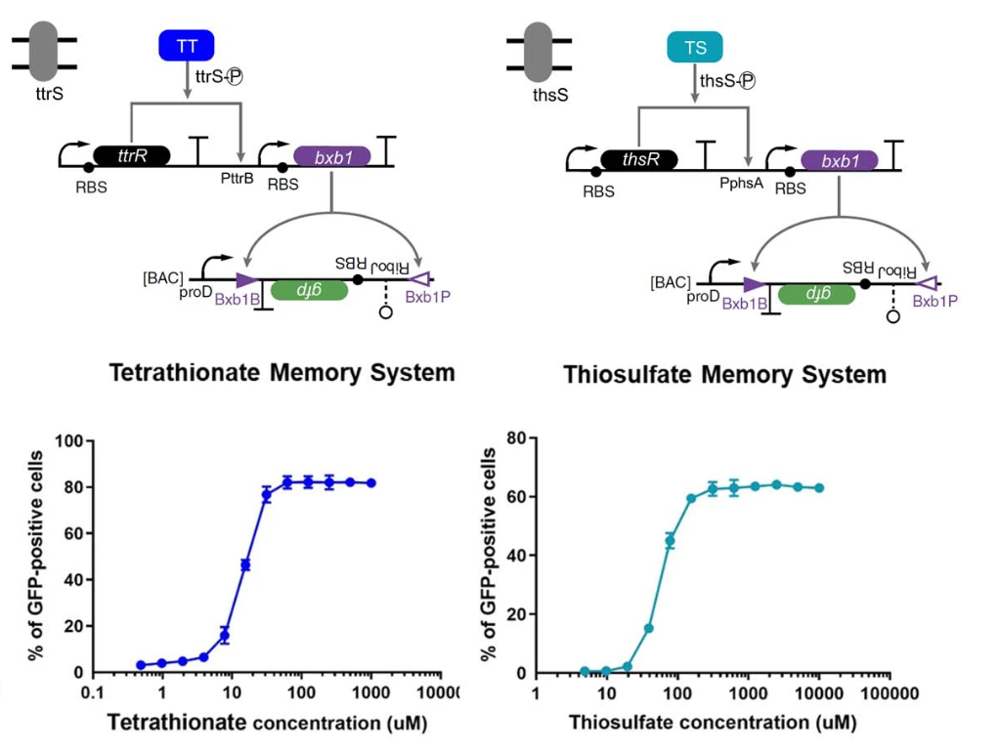 TT
ttrS-P
ttrS
ttrR
bxb1
RBS
PttrB
RBS
[BAC]
proD
Bxb1B
gfp
RBS
RiboJ
Bxb1P
TS
thsS-P
thsS
thsR
bxb1
RBS
PphsA
RBS
[BAC]
proD
Bxb1B
gfp
RBS
RiboJ
Bxb1P
Tetrathionate Memory System
Thiosulfate Memory System
% of GFP-positive cells
100
80
60
40
20
0
0.1 1 10 100 1000 10000
Tetrathionate concentration (uM)
% of GFP-positive cells
80
60
40
20
0
1 10 100 1000 10000 100000
Thiosulfate concentration (uM)